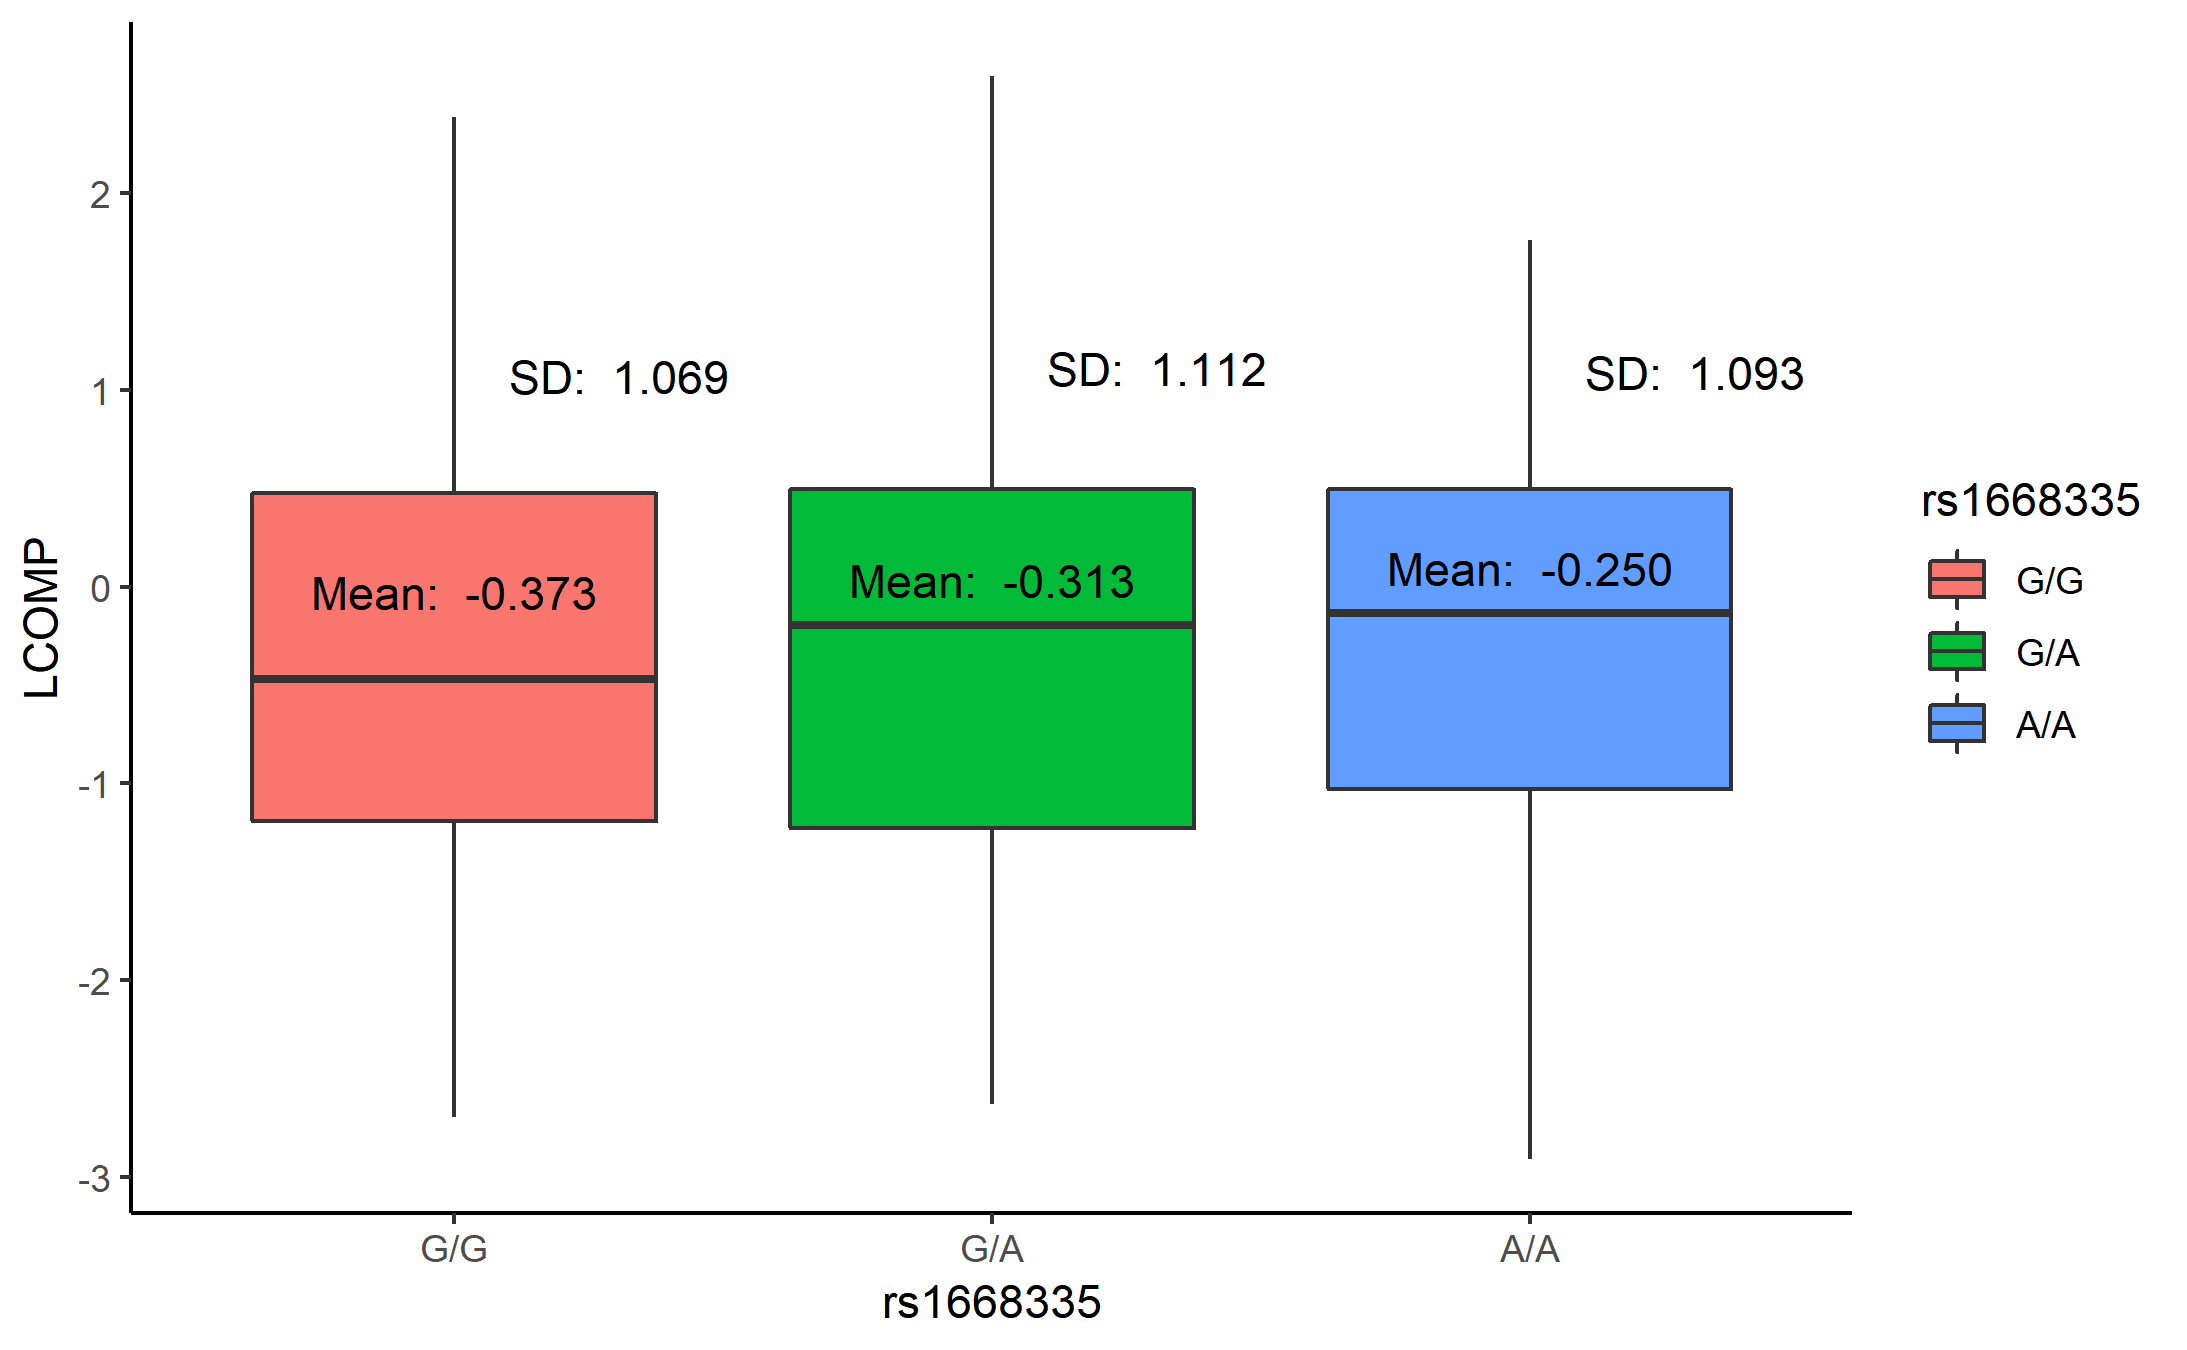 2
1
0
-1
-2
-3
LCOMP
SD:  1.069
SD:  1.112
SD:  1.093
Mean:  -0.373
Mean:  -0.313
Mean:  -0.250
G/G
G/A
A/A
rs1668335
rs1668335
G/G
G/A
A/A